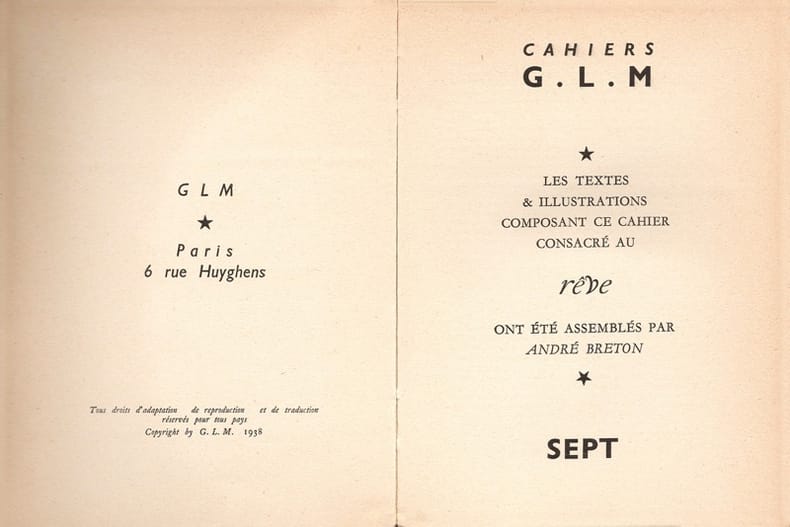 G L M
★
Paris
6 rue Huyghens
Tous droits d'adaptation de reproduction et de traduction
réservés pour tous pays
Copyright by G. L. M. 1938
CAHIERS
G . L . M
★
LES TEXTES
& ILLUSTRATIONS
COMPOSANT CE CAHIER
CONSACRÉ AU
rêve
ONT ÉTÉ ASSEMBLÉS PAR
ANDRÉ BRETON
★
SEPT